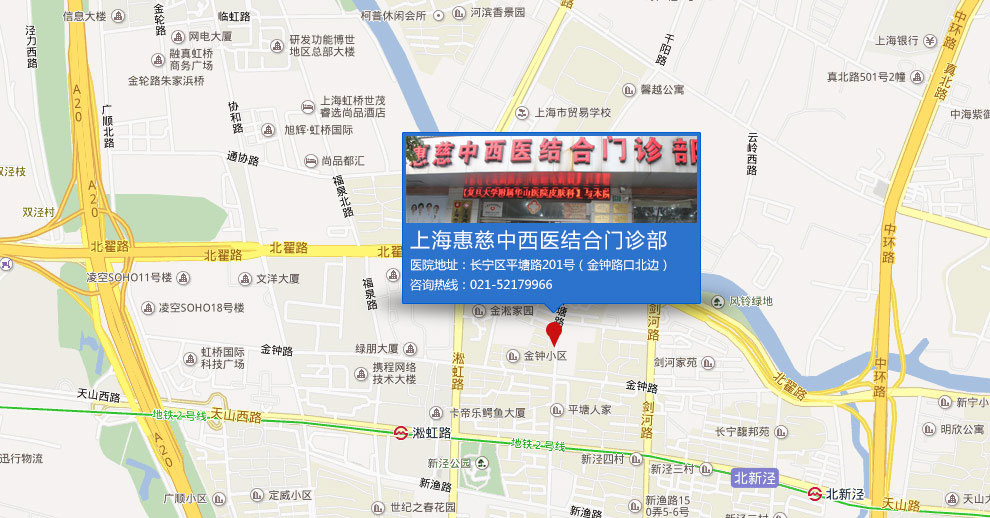 信息大厦
金轮路
临虹路
柯普休闲会所
河滨香景园
泾力西路
网电大厦
研发功能博世
地区总部大楼
千阳路
中环路
上海银行
融真虹桥
商务广场
金轮路朱家浜桥
真北路501号2幢
真北路
A20
广顺北路
协和路
上海虹桥世茂
睿选尚品酒店
馨越公寓
上海市贸易学校
中海紫御
旭辉·虹桥国际
云岭西路
通协路
尚品都汇
双泾枝
福泉北路
双泾村
A20
惠慈中西医结合门诊部
【复旦大学附属华山医院皮肤科】与本院
上海惠慈中西医结合门诊部
医院地址：长宁区平塘路201号（金钟路口北边）
咨询热线：021-52179966
北翟路
北翟路
中环路
凌空SOHO11号楼
文洋大厦
福泉路
凌空SOHO18号楼
金淞家园
塘路
风铃绿地
剑河路
虹桥国际
科技广场
金钟路
绿朋大厦
淞虹路
金钟小区
剑河家苑
携程网络
技术大楼
金钟路
北翟路
中环路
天山西路
地铁2号线
天山西路
卡帝乐鳄鱼大厦
平塘人家
剑河路
新宁小
淞虹路
地铁2号线
长宁馥邦苑
明欣公寓
A20
迅行物流
新泾公园
新泾四村
新泾三村
北新泾
北新泾
新渔路
广顺小区
定威小区
世纪之春花园
新渔路15
0弄5-6号
新泾二村
天山路